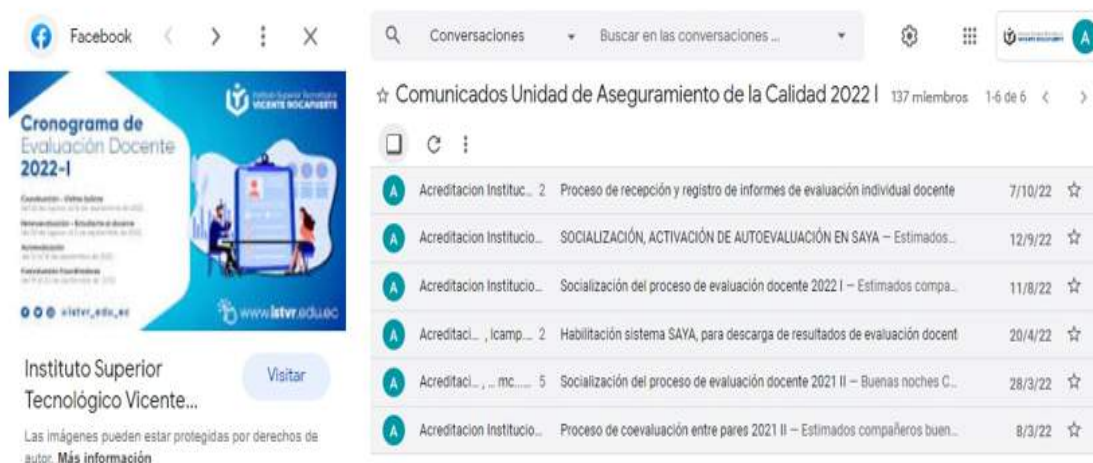 Facebook
Instituto Superior Tecnológico
VICENTE ROCAFUERTE
Cronograma de
Evaluación Docente
2022-I
Autoevaluación
www.istvr.edu.ec
Instituto Superior
Tecnológico Vicente...
Visitar
Las imágenes pueden estar protegidas por derechos de
autor. Más información
Conversaciones
Buscar en las conversaciones ...
A
Comunicados Unidad de Aseguramiento de la Calidad 2022 I 137 miembros 1-6 de 6
A Acreditacion Instituc... 2 Proceso de recepción y registro de informes de evaluación individual docente 7/10/22
A Acreditacion Institucio... SOCIALIZACIÓN, ACTIVACIÓN DE AUTOEVALUACIÓN EN SAYA — Estimados... 12/9/22
A Acreditacion Institucio... Socialización del proceso de evaluación docente 2022 I — Estimados compa... 11/8/22
A Acreditaci... , lcamp... 2 Habilitación sistema SAYA, para descarga de resultados de evaluación docent 20/4/22
A Acreditaci... , ... mc...... 5 Socialización del proceso de evaluación docente 2021 II — Buenas noches C... 28/3/22
A Acreditacion Institucio... Proceso de coevaluación entre pares 2021 II — Estimados compañeros buen... 8/3/22